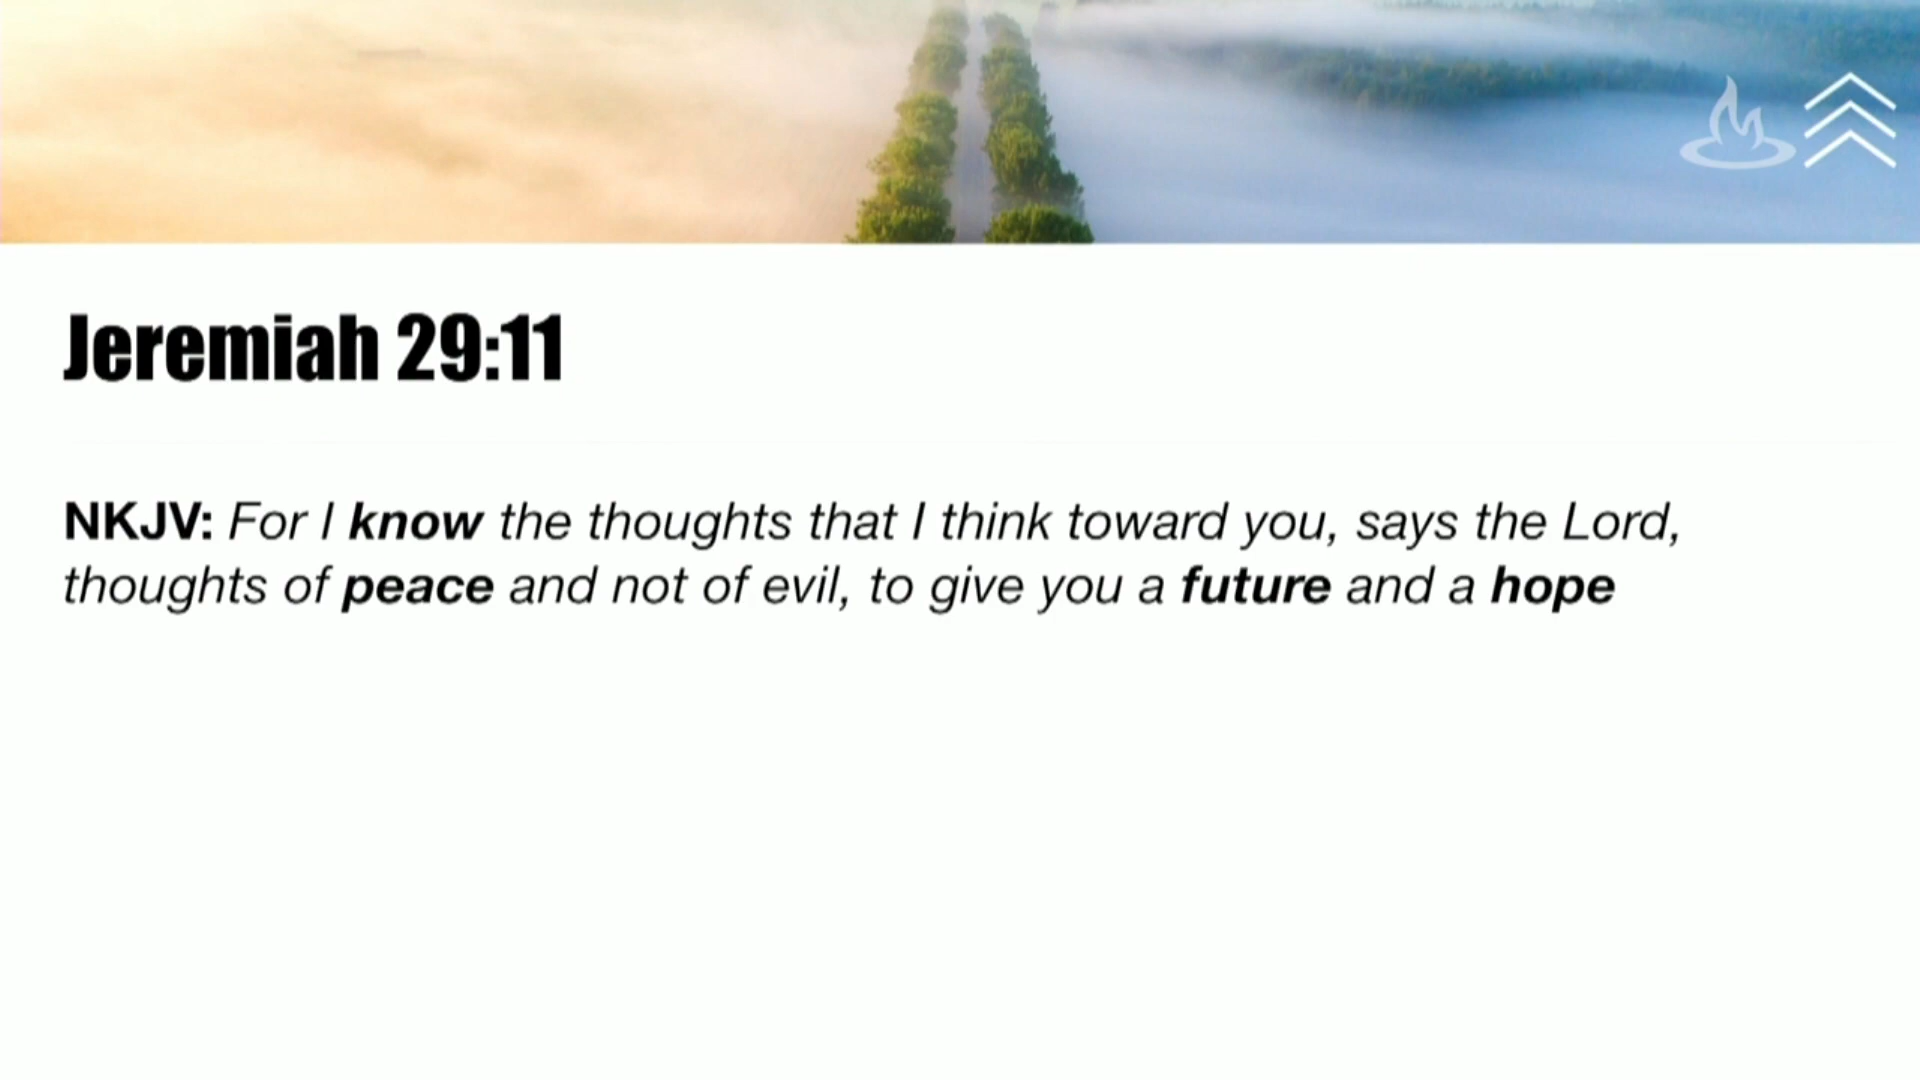 Jeremiah 29:11
NKJV: For I know the thoughts that I think toward you, says the Lord,
thoughts of peace and not of evil, to give you a future and a hope